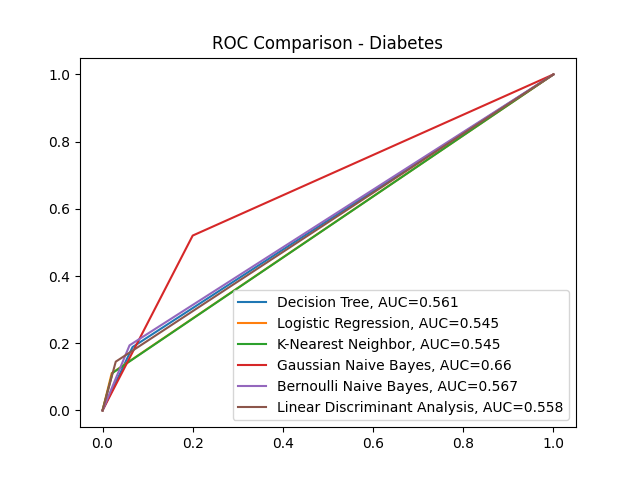 ROC Comparison - Diabetes
1.0
0.8
0.6
0.4
0.2
0.0
Decision Tree, AUC=0.561
Logistic Regression, AUC=0.545
K-Nearest Neighbor, AUC=0.545
Gaussian Naive Bayes, AUC=0.66
Bernoulli Naive Bayes, AUC=0.567
Linear Discriminant Analysis, AUC=0.558
0.0 0.2 0.4 0.6 0.8 1.0